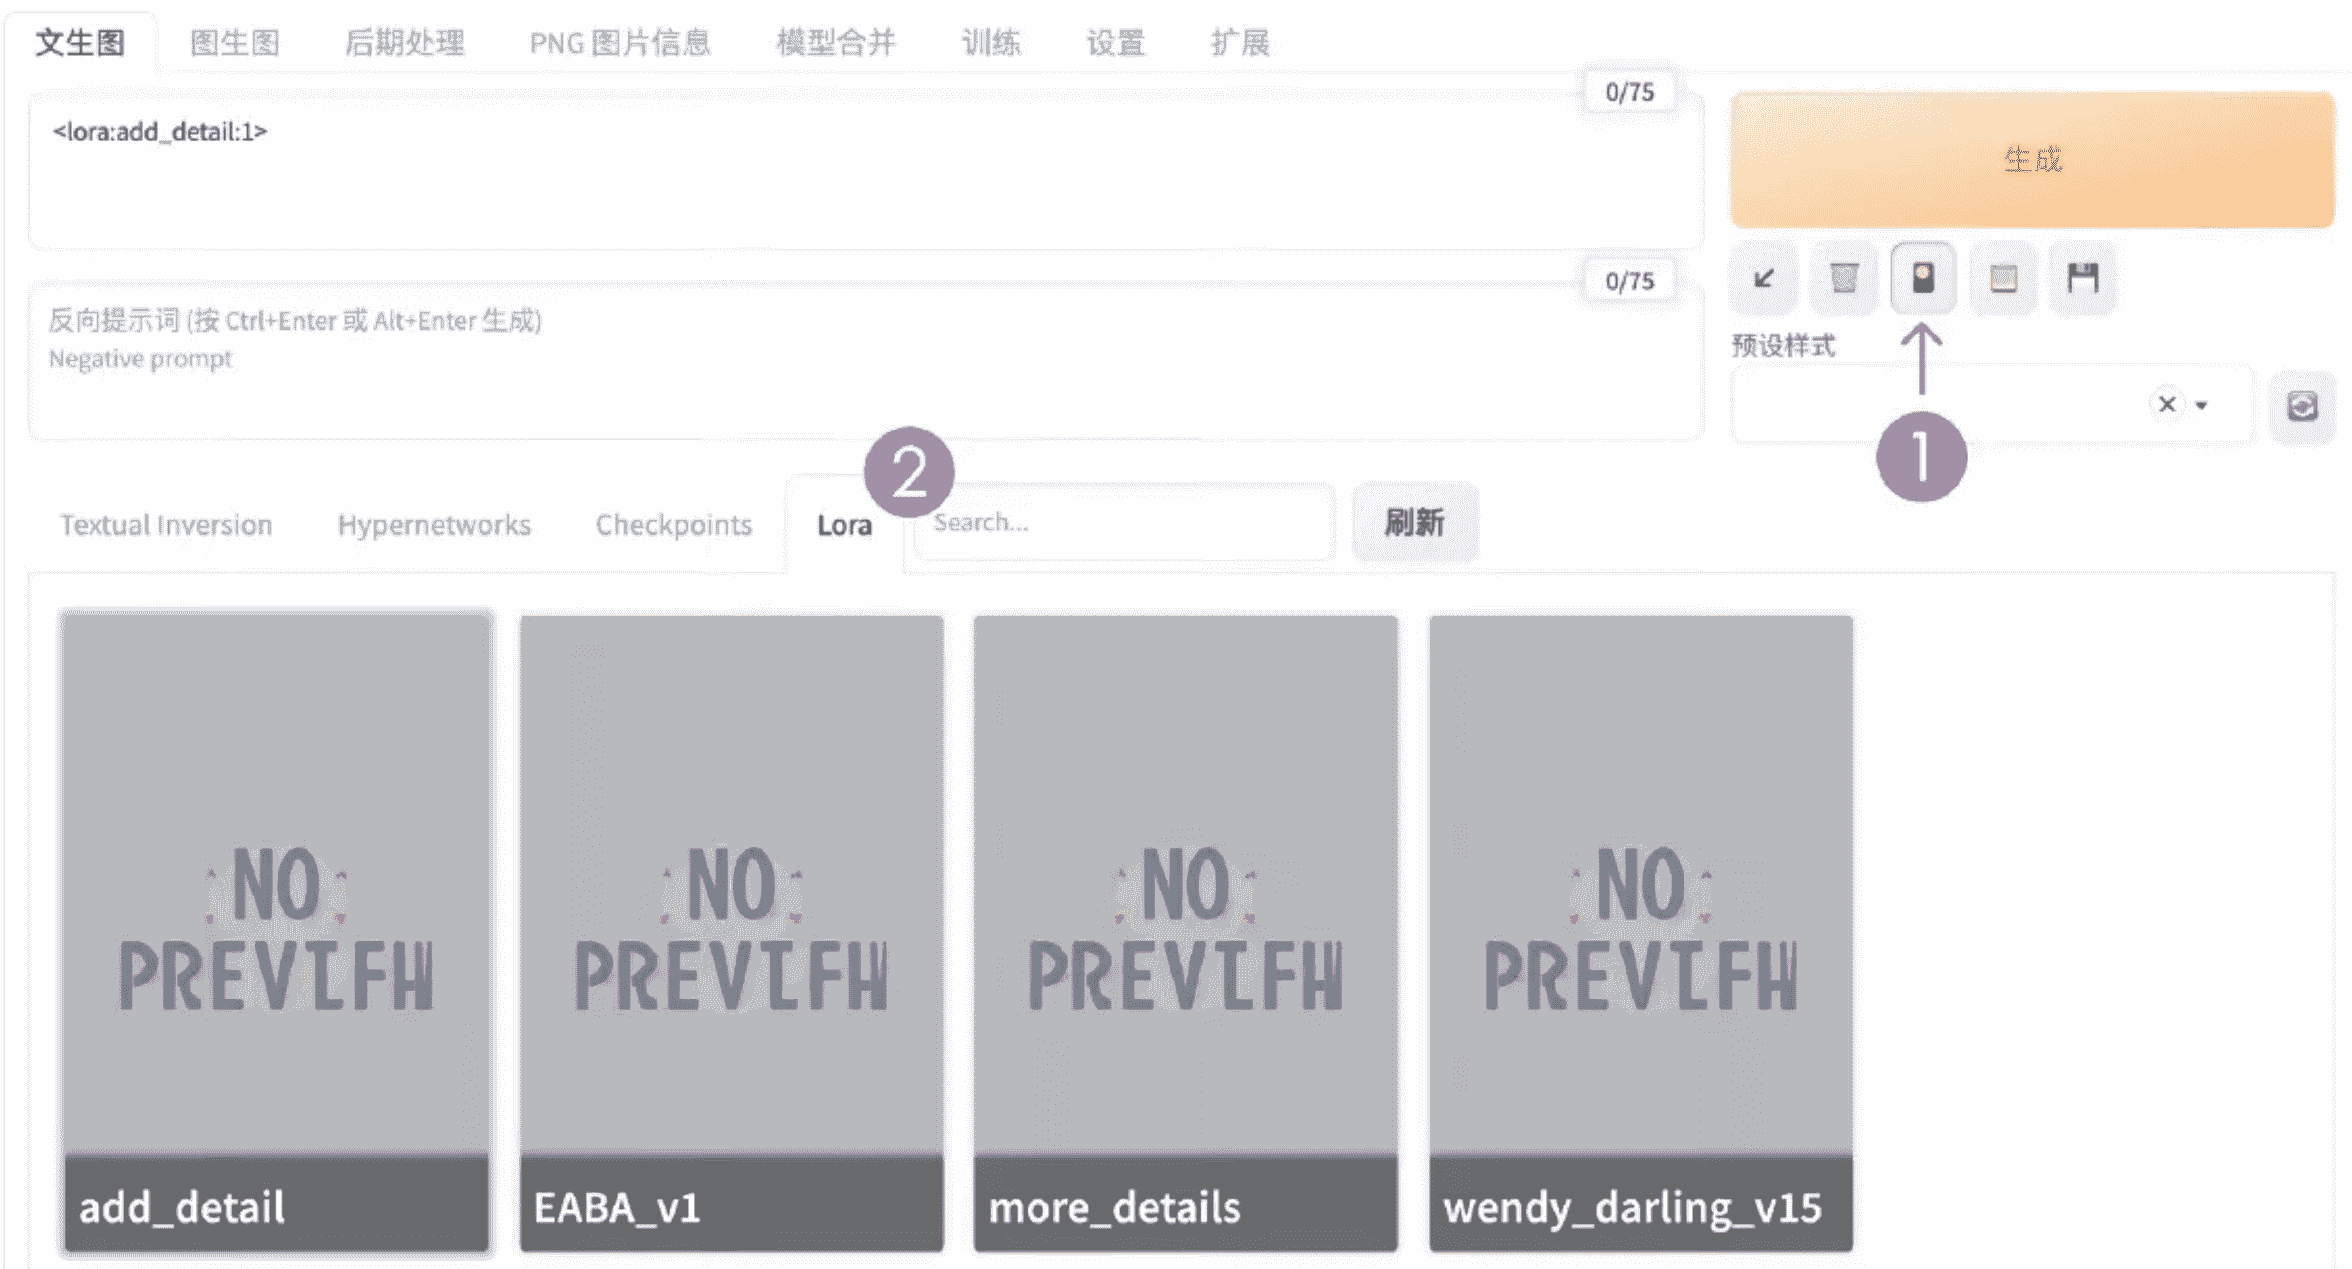 文生图 图生图 后期处理 PNG 图片信息 模型合并 训练 设置 扩展
0/75
<lora:add_detail:1>
生成
0/75
反向提示词 (按 Ctrl+Enter 或 Alt+Enter 生成)
Negative prompt
预设样式
1
2
Textual Inversion Hypernetworks Checkpoints Lora Search... 刷新
NO
PREVIEW
add_detail
NO
PREVIEW
EABA_v1
NO
PREVIEW
more_details
NO
PREVIEW
wendy_darling_v15